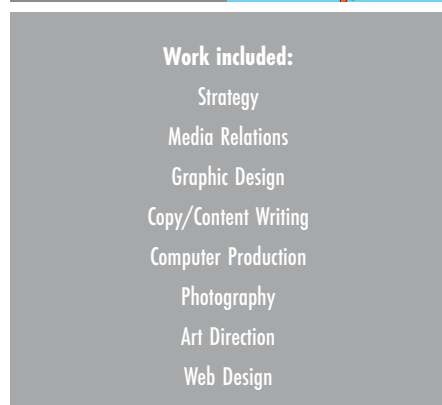 Work included:
Strategy
Media Relations
Graphic Design
Copy/Content Writing
Computer Production
Photography
Art Direction
Web Design